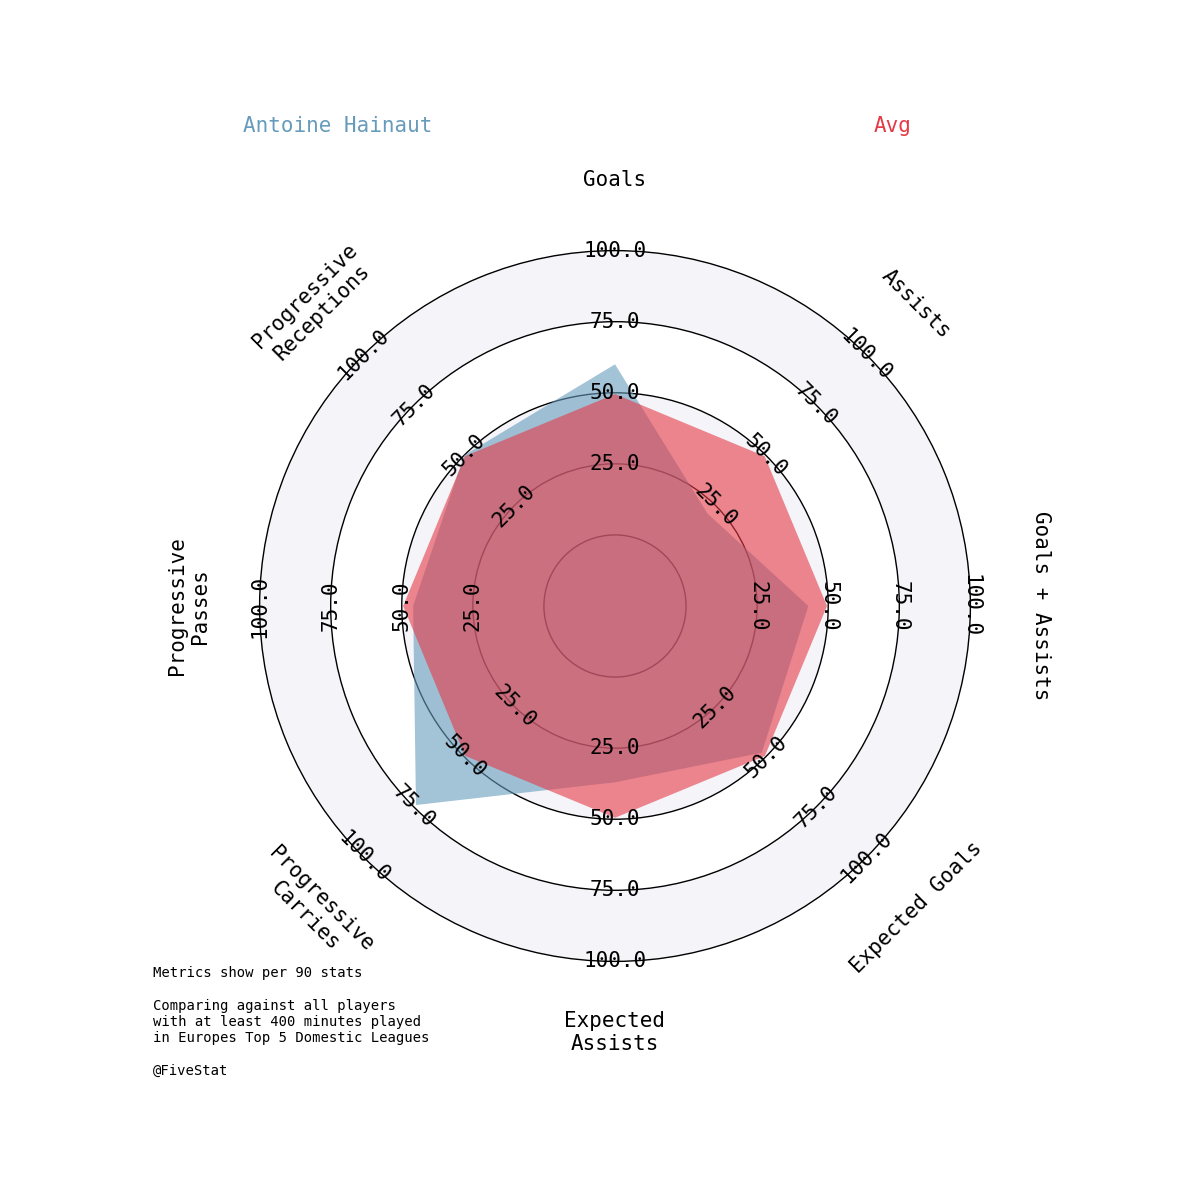 Antoine Hainaut
Avg
Goals
Assists
Goals + Assists
Expected Goals
Expected
Assists
Progressive
Carries
Progressive
Passes
Progressive
Receptions
25.0
50.0
75.0
100.0
25.0
50.0
75.0
100.0
25.0
50.0
75.0
100.0
25.0
50.0
75.0
100.0
25.0
50.0
75.0
100.0
25.0
50.0
75.0
100.0
25.0
50.0
75.0
100.0
25.0
50.0
75.0
100.0
Metrics show per 90 stats
Comparing against all players
with at least 400 minutes played
in Europes Top 5 Domestic Leagues
@FiveStat